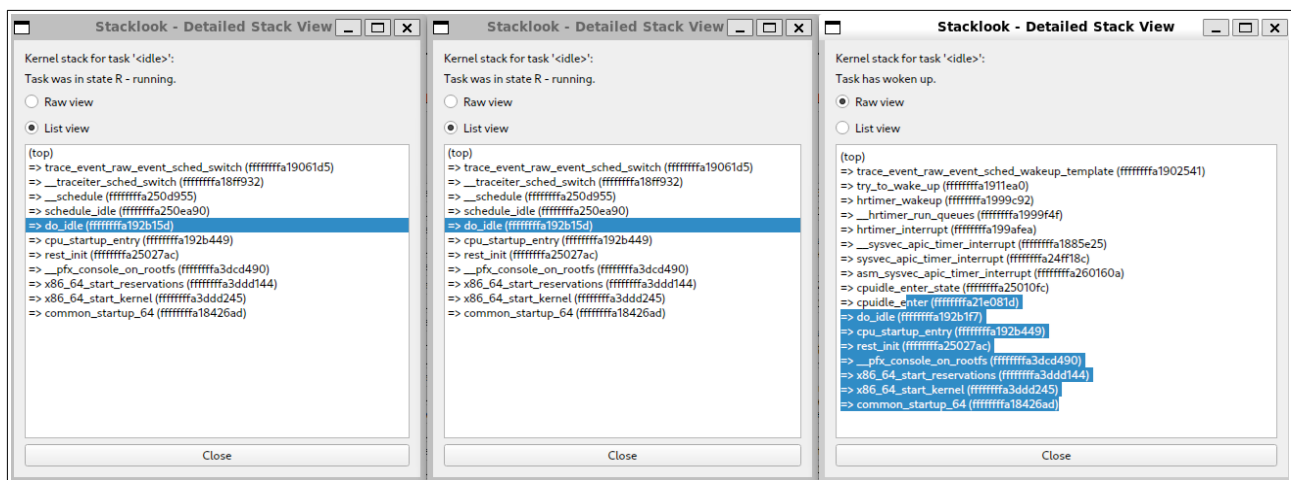 Stacklook - Detailed Stack View
Kernel stack for task '<idle>':
Task was in state R - running.
Raw view
List view
(top)
=> trace_event_raw_event_sched_switch (ffffffffa19061d5)
=> __traceiter_sched_switch (ffffffffa18ff932)
=> __schedule (ffffffffa250d955)
=> schedule_idle (ffffffffa250ea90)
=> do_idle (ffffffffa192b15d)
=> cpu_startup_entry (ffffffffa192b449)
=> rest_init (ffffffffa25027ac)
=> __pfx_console_on_rootfs (ffffffffa3dcd490)
=> x86_64_start_reservations (ffffffffa3ddd144)
=> x86_64_start_kernel (ffffffffa3ddd245)
=> common_startup_64 (ffffffffa18426ad)
Close
Stacklook - Detailed Stack View
Kernel stack for task '<idle>':
Task was in state R - running.
Raw view
List view
(top)
=> trace_event_raw_event_sched_switch (ffffffffa19061d5)
=> __traceiter_sched_switch (ffffffffa18ff932)
=> __schedule (ffffffffa250d955)
=> schedule_idle (ffffffffa250ea90)
=> do_idle (ffffffffa192b15d)
=> cpu_startup_entry (ffffffffa192b449)
=> rest_init (ffffffffa25027ac)
=> __pfx_console_on_rootfs (ffffffffa3dcd490)
=> x86_64_start_reservations (ffffffffa3ddd144)
=> x86_64_start_kernel (ffffffffa3ddd245)
=> common_startup_64 (ffffffffa18426ad)
Close
Stacklook - Detailed Stack View
Kernel stack for task '<idle>':
Task has woken up.
Raw view
List view
(top)
=> trace_event_raw_event_sched_wakeup_template (ffffffffa1902541)
=> try_to_wake_up (ffffffffa1911ea0)
=> hrtimer_wakeup (ffffffffa1999c92)
=> __hrtimer_run_queues (ffffffffa1999f4f)
=> hrtimer_interrupt (ffffffffa199afea)
=> __sysvec_apic_timer_interrupt (ffffffffa1885e25)
=> sysvec_apic_timer_interrupt (ffffffffa24ff18c)
=> asm_sysvec_apic_timer_interrupt (ffffffffa260160a)
=> cpuidle_enter_state (ffffffffa25010fc)
=> cpuidle_enter (ffffffffa21e081d)
=> do_idle (ffffffffa192b1f7)
=> cpu_startup_entry (ffffffffa192b449)
=> rest_init (ffffffffa25027ac)
=> __pfx_console_on_rootfs (ffffffffa3dcd490)
=> x86_64_start_reservations (ffffffffa3ddd144)
=> x86_64_start_kernel (ffffffffa3ddd245)
=> common_startup_64 (ffffffffa18426ad)
Close